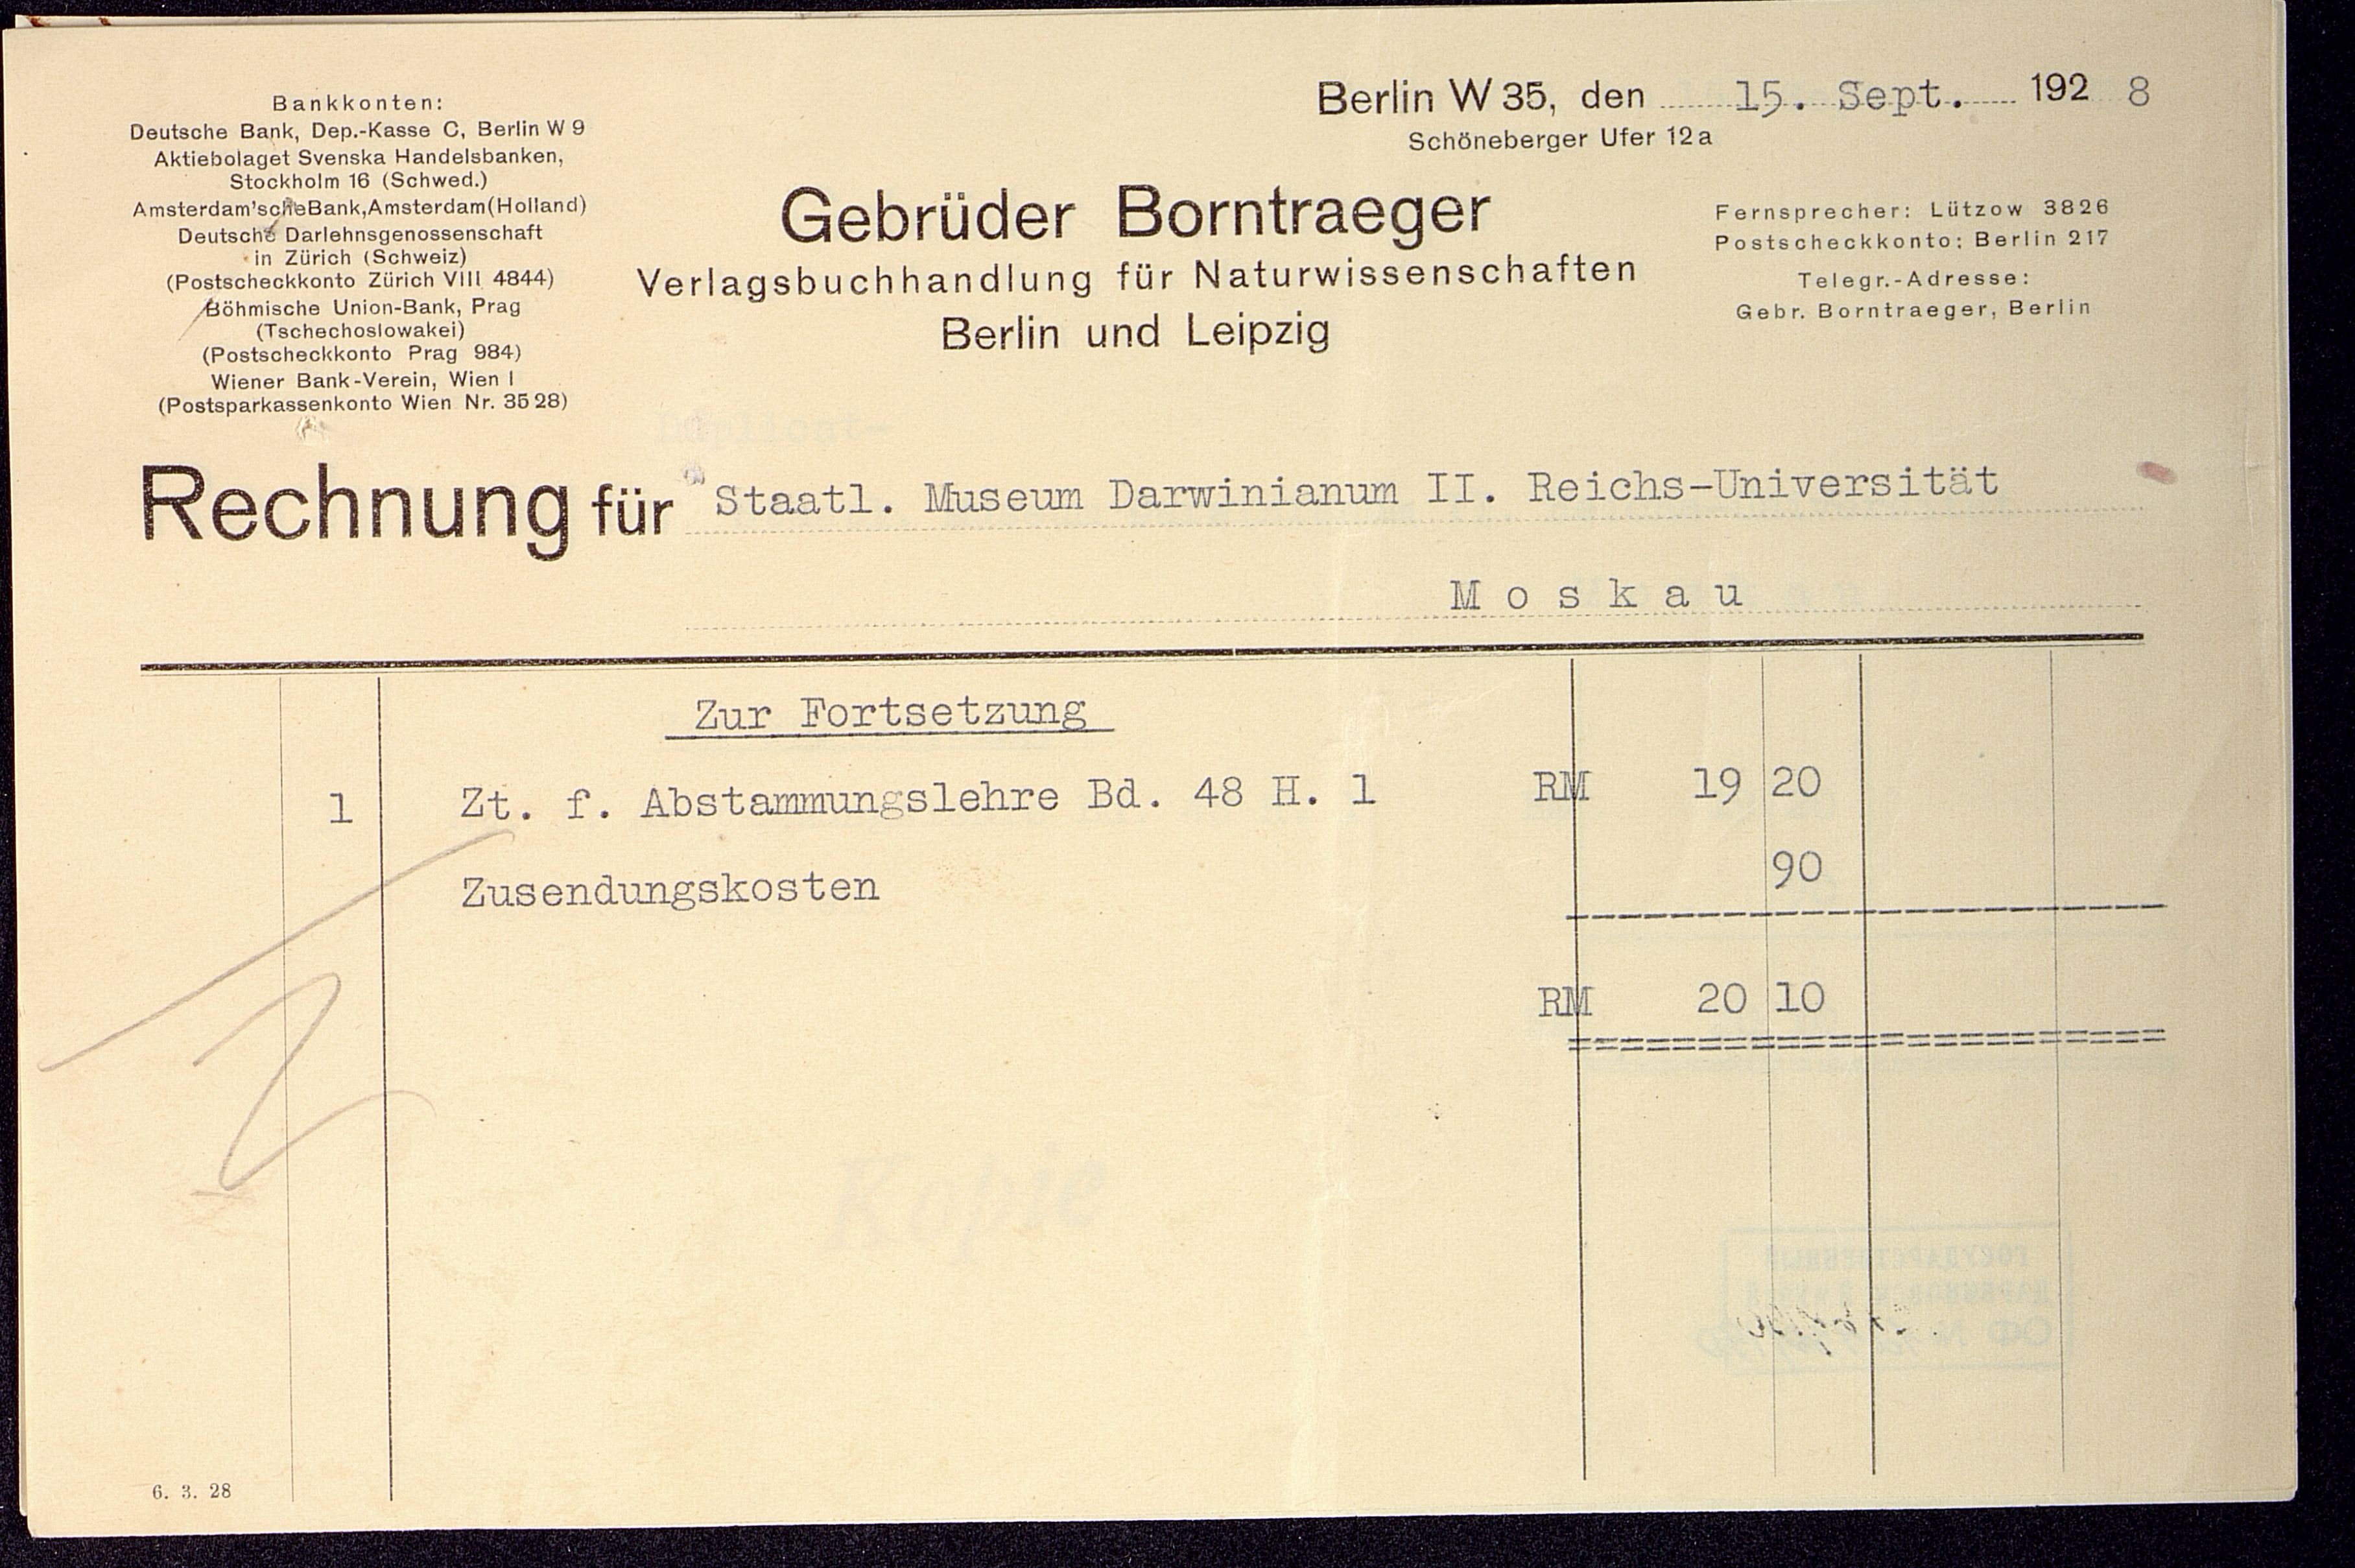 Bankkonten:
Deutsche Bank, Dep.-Kasse C, Berlin W 9
Aktiebolaget Svenska Handelsbanken,
Stockholm 16 (Schwed.)
Amsterdam'sche Bank, Amsterdam (Holland)
Deutsche Darlehnsgenossenschaft
in Zürich (Schweiz)
(Postscheckkonto Zürich VIII 4844)
Böhmische Union-Bank, Prag
(Tschechoslowakei)
(Postscheckkonto Prag 984)
Wiener Bank-Verein, Wien I
(Postsparkassenkonto Wien Nr. 35 28)
Berlin W 35, den 15. Sept. 192 8
Schöneberger Ufer 12 a
Gebrüder Borntraeger
Verlagsbuchhandlung für Naturwissenschaften
Berlin und Leipzig
Fernsprecher: Lützow 3826
Postscheckkonto: Berlin 217
Telegr.-Adresse:
Gebr. Borntraeger, Berlin
Rechnung für Staatl. Museum Darwinianum II. Reichs-Universität
M o s k a u
Zur Fortsetzung
1 Zt. f. Abstammungslehre Bd. 48 H. 1 RM 19 20
Zusendungskosten 90
RM 20 10
Kopie
ГОСУДАРСТВЕННЫЙ
ОФ №
6. 3. 28